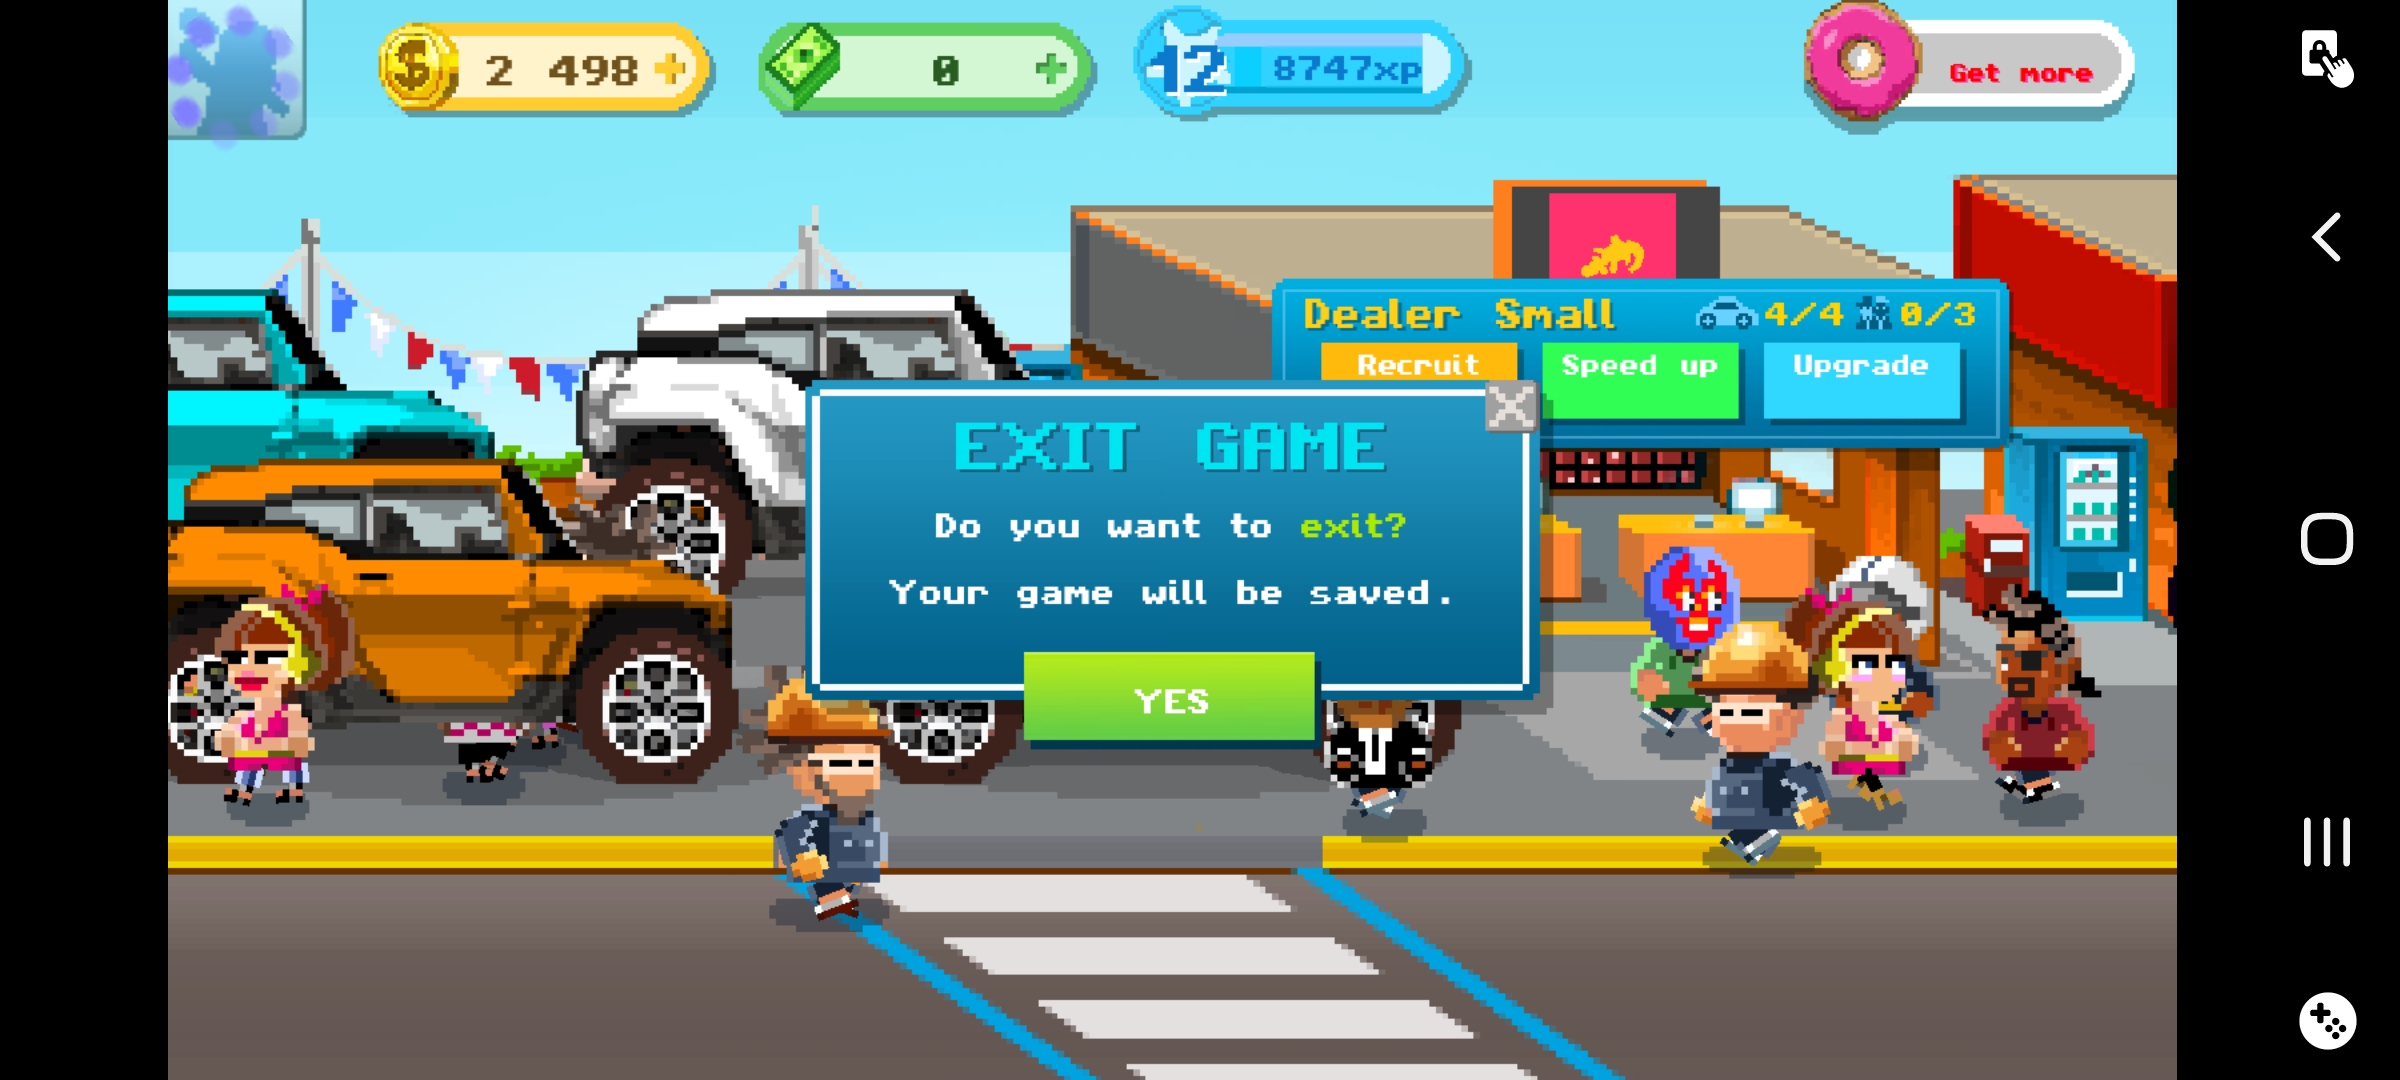 2 498
0
12 8747xp
Get more
Dealer Small 4/4 0/3
Recruit Speed up Upgrade
EXIT GAME
Do you want to exit?
Your game will be saved.
YES